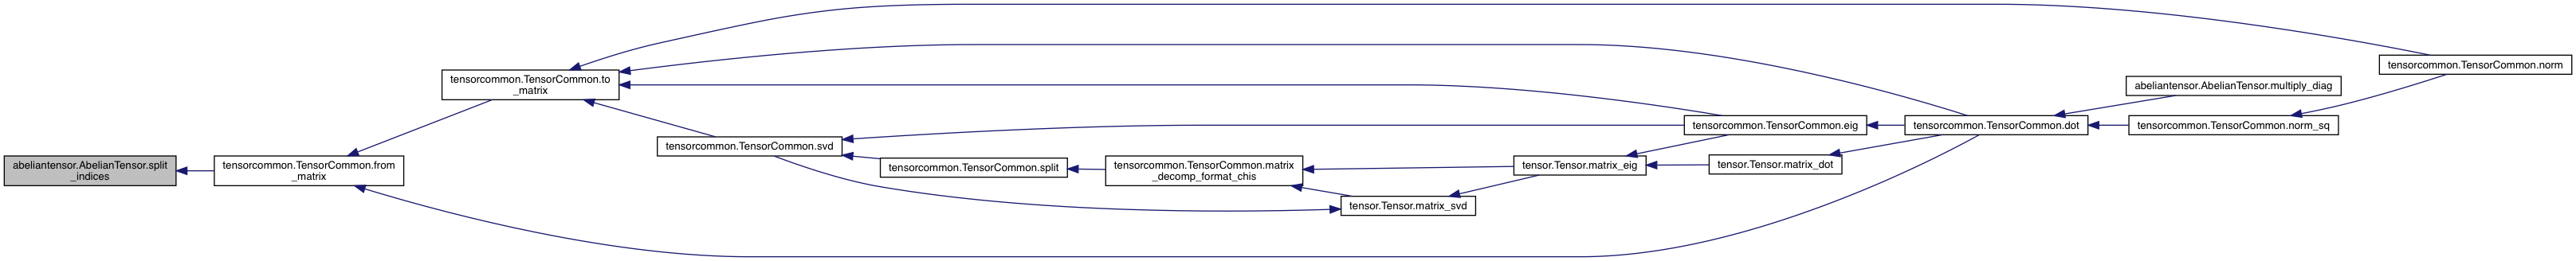 abeliantensor.AbelianTensor.split
_indices
tensorcommon.TensorCommon.from
_matrix
tensorcommon.TensorCommon.to
_matrix
tensorcommon.TensorCommon.svd
tensorcommon.TensorCommon.split
tensorcommon.TensorCommon.matrix
_decomp_format_chis
tensor.Tensor.matrix_svd
tensor.Tensor.matrix_eig
tensorcommon.TensorCommon.eig
tensor.Tensor.matrix_dot
tensorcommon.TensorCommon.dot
abeliantensor.AbelianTensor.multiply_diag
tensorcommon.TensorCommon.norm_sq
tensorcommon.TensorCommon.norm